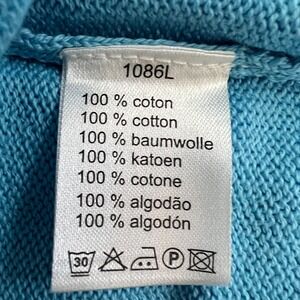 1086L
100 % coton
100 % cotton
100 % baumwolle
100 % katoen
100 % cotone
100 % algodão
100 % algodón
30 P